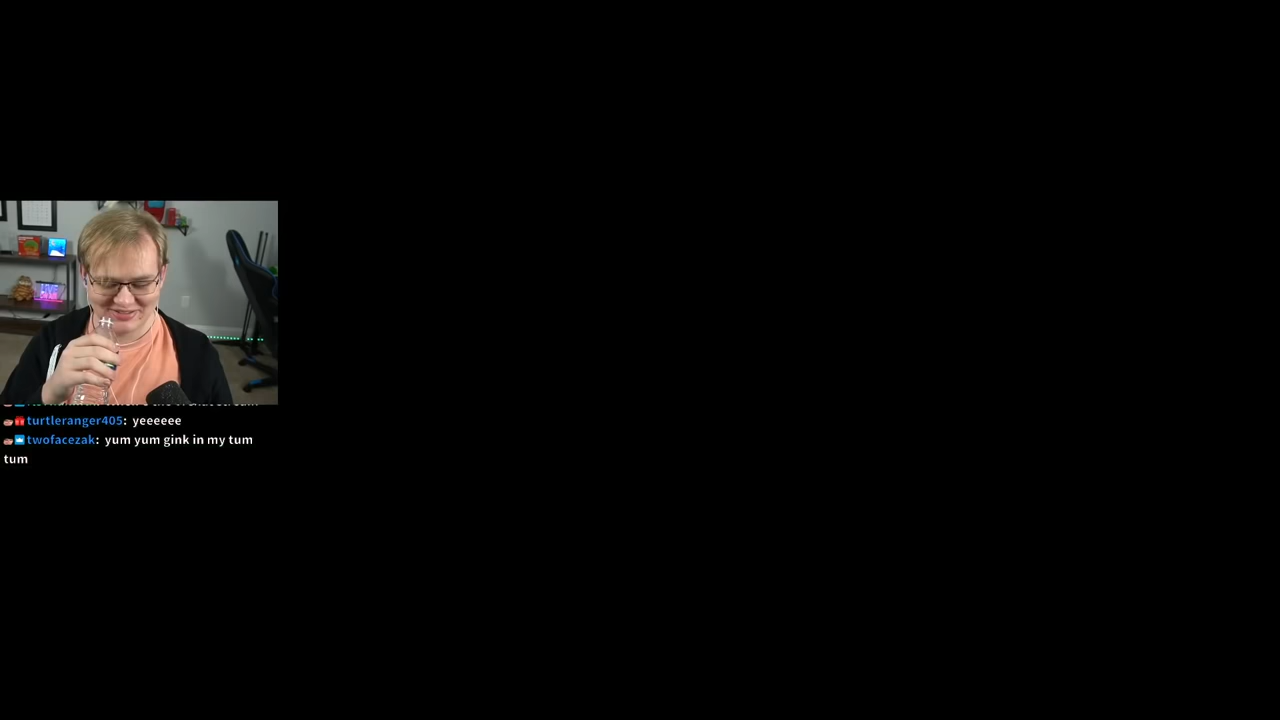 turtleranger405: yeeeeee
twofacezak: yum yum gink in my tum
tum